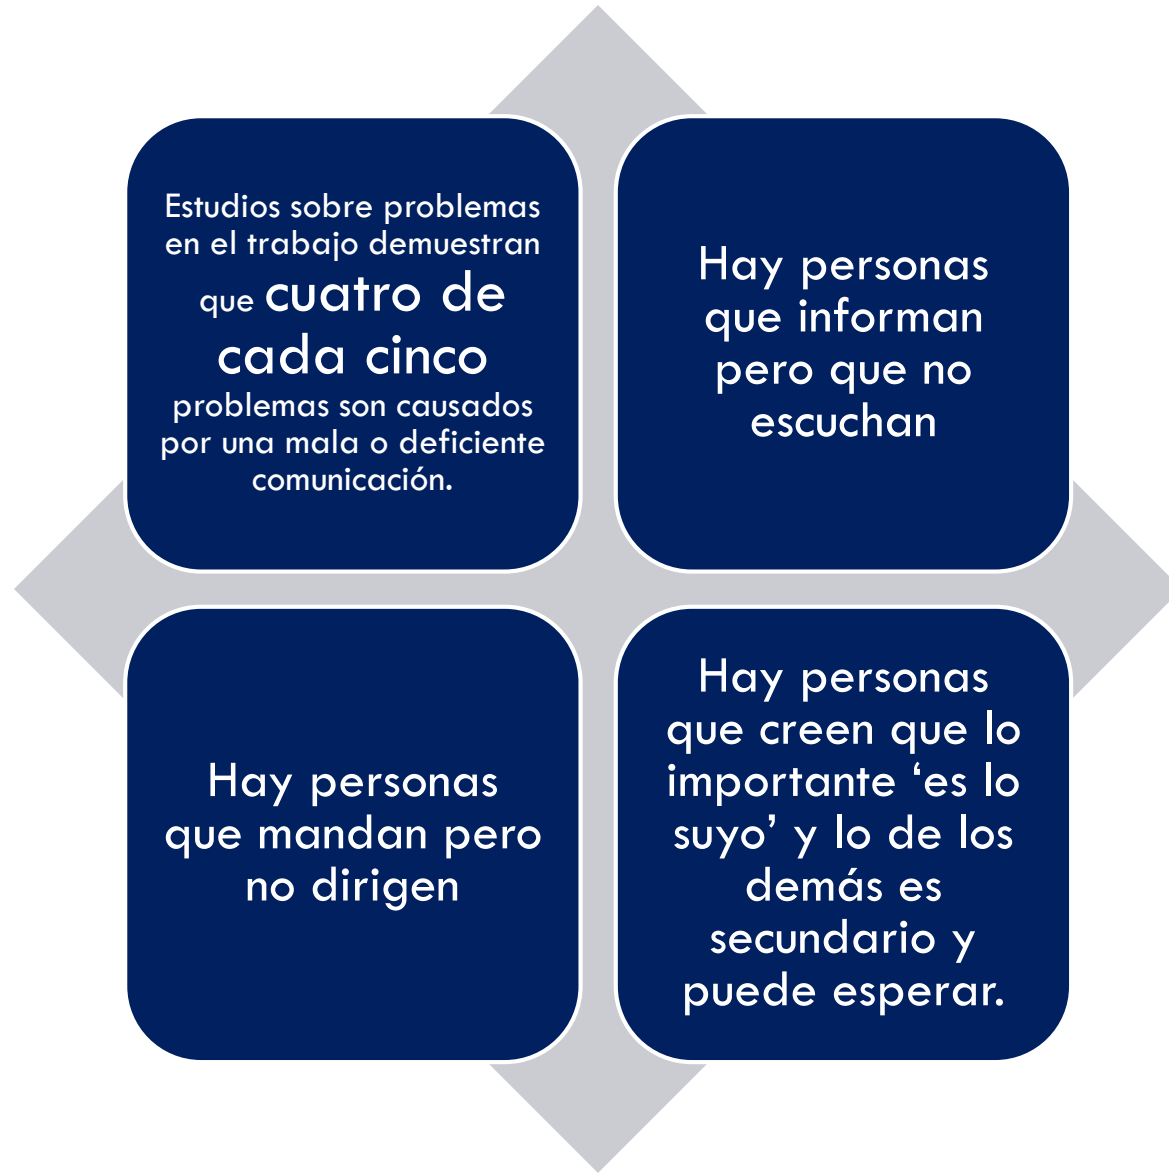 Estudios sobre problemas
en el trabajo demuestran
que cuatro de
cada cinco
problemas son causados
por una mala o deficiente
comunicación.
Hay personas
que informan
pero que no
escuchan
Hay personas
que mandan pero
no dirigen
Hay personas
que creen que lo
importante ‘es lo
suyo’ y lo de los
demás es
secundario y
puede esperar.